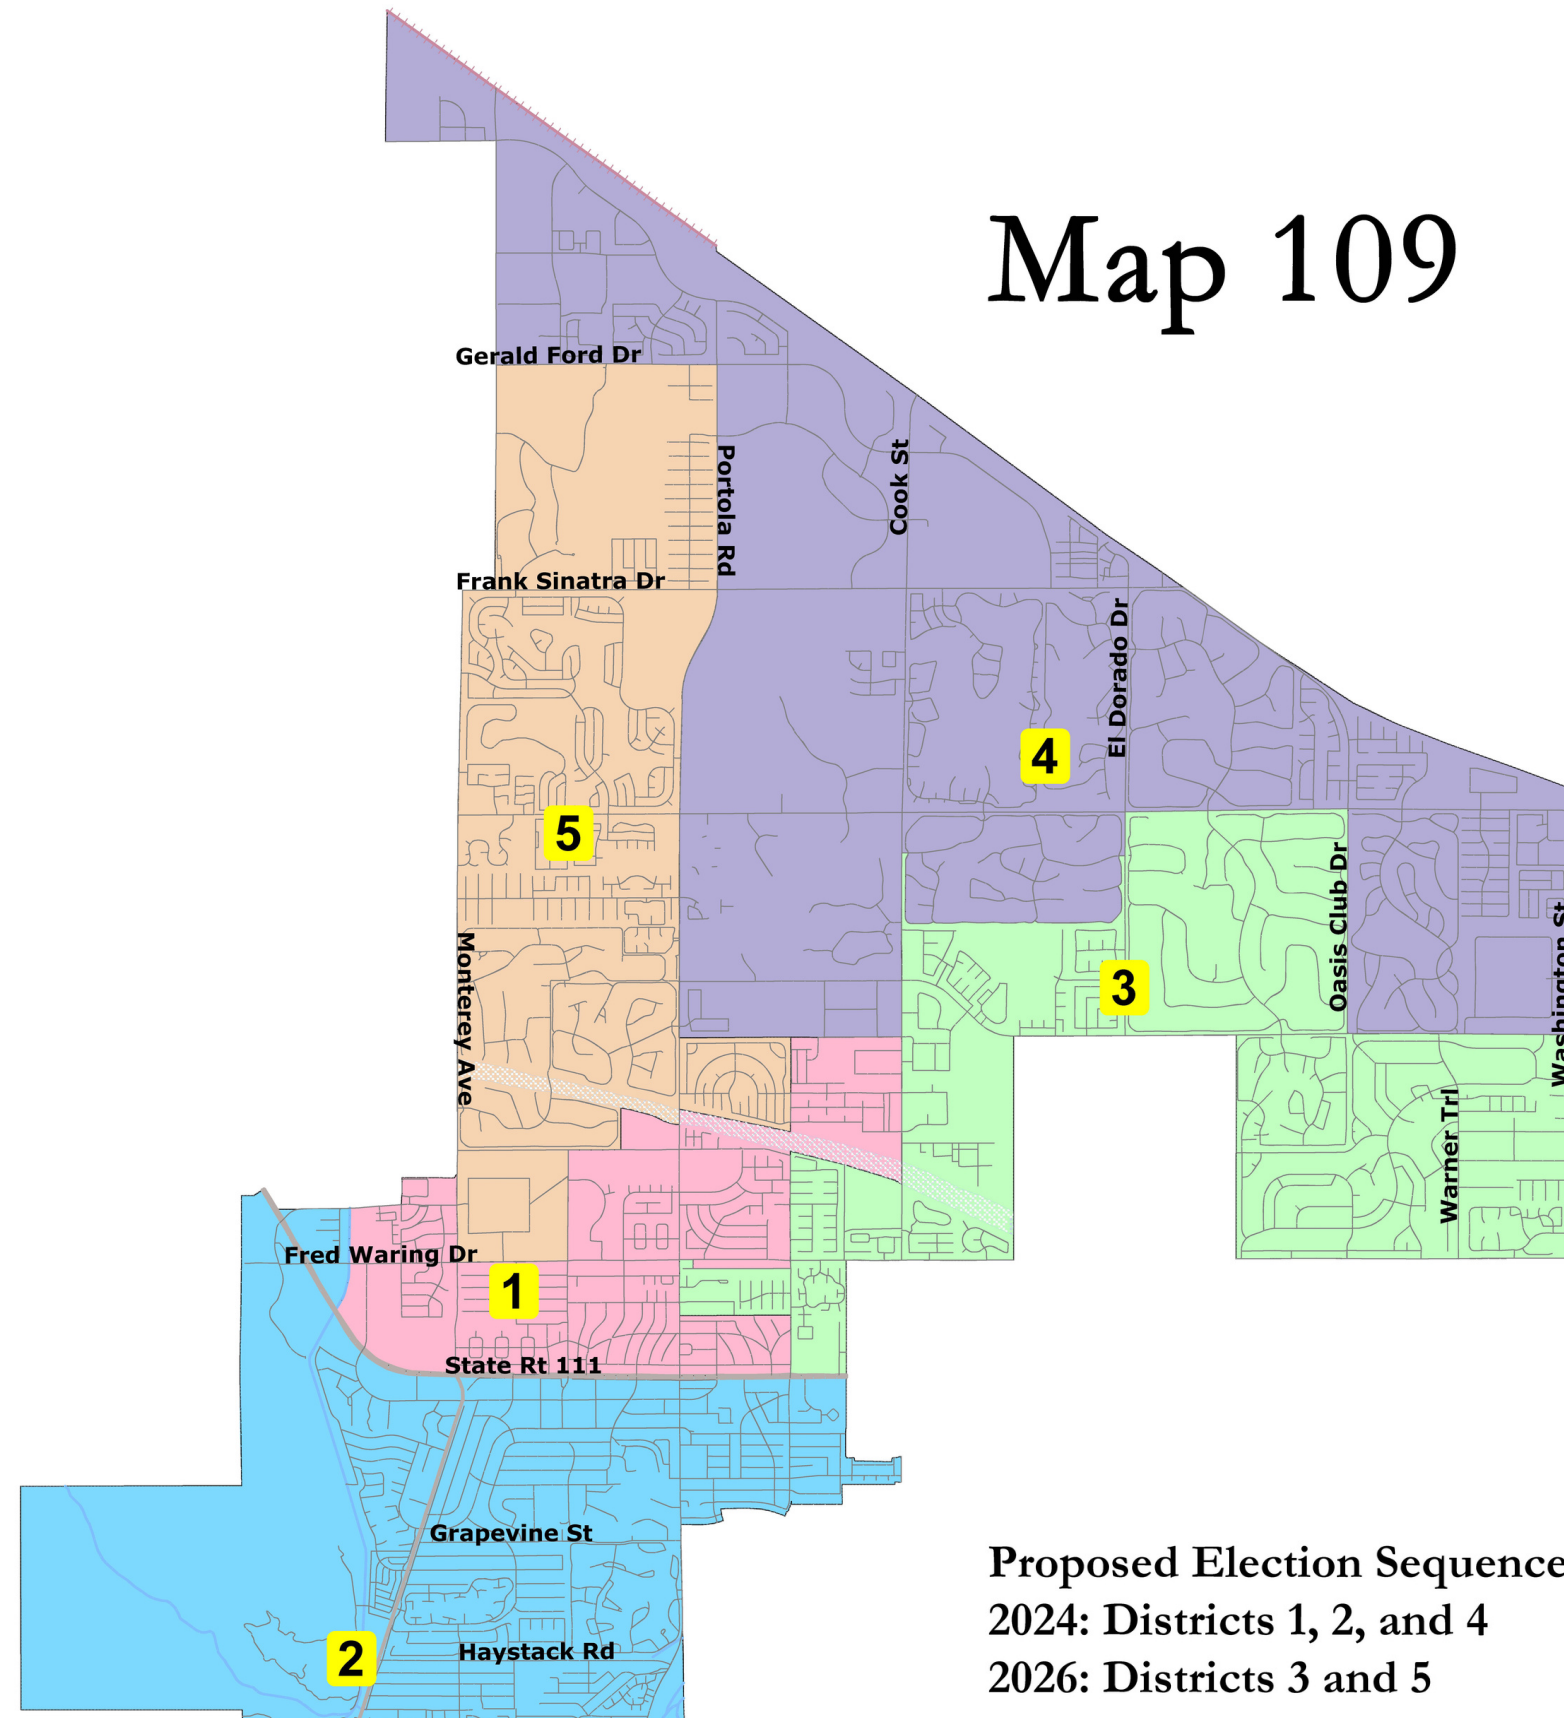 Map 109
Gerald Ford Dr
Portola Rd
Cook St
Frank Sinatra Dr
El Dorado Dr
4
5
Oasis Club Dr
Washington St
Monterey Ave
3
Warner Trl
Fred Waring Dr
1
State Rt 111
Grapevine St
Haystack Rd
2
Proposed Election Sequence
2024: Districts 1, 2, and 4
2026: Districts 3 and 5